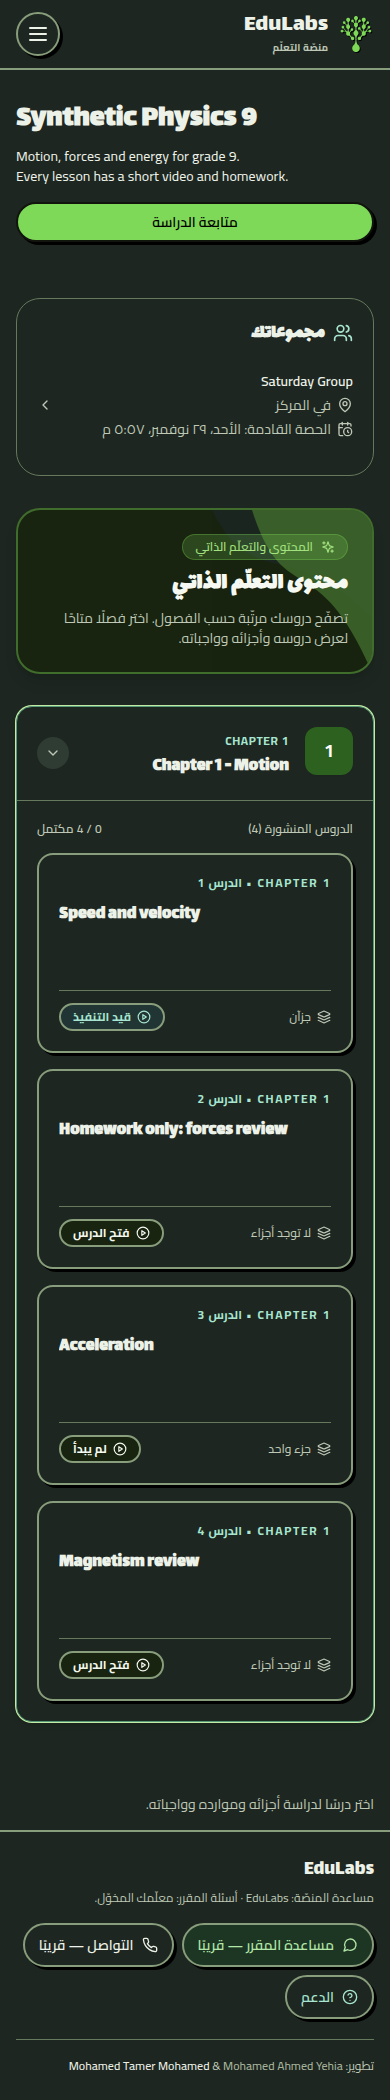 EduLabs
منصّة التعلّم
Synthetic Physics 9
Motion, forces and energy for grade 9.
Every lesson has a short video and homework.
متابعة الدراسة
مجموعاتك
Saturday Group
في المركز
الحصة القادمة: الأحد، ٢٩ نوفمبر، ٥:٥٧ م
المحتوى والتعلّم الذاتي
محتوى التعلّم الذاتي
تصفّح دروسك مرتّبة حسب الفصول. اختر فصلًا متاحًا
لعرض دروسه وأجزائه وواجباته.
1
CHAPTER 1
Chapter 1 - Motion
الدروس المنشورة (4)
0 / 4 مكتمل
CHAPTER 1 • الدرس 1
Speed and velocity
جزآن
قيد التنفيذ
CHAPTER 1 • الدرس 2
Homework only: forces review
لا توجد أجزاء
فتح الدرس
CHAPTER 1 • الدرس 3
Acceleration
جزء واحد
لم يبدأ
CHAPTER 1 • الدرس 4
Magnetism review
لا توجد أجزاء
فتح الدرس
اختر درسًا لدراسة أجزائه وموارده وواجباته.
EduLabs
مساعدة المنصّة: EduLabs · أسئلة المقرر: معلّمك المخوّل.
مساعدة المقرر — قريبًا
التواصل — قريبًا
الدعم
تطوير: Mohamed Tamer Mohamed & Mohamed Ahmed Yehia